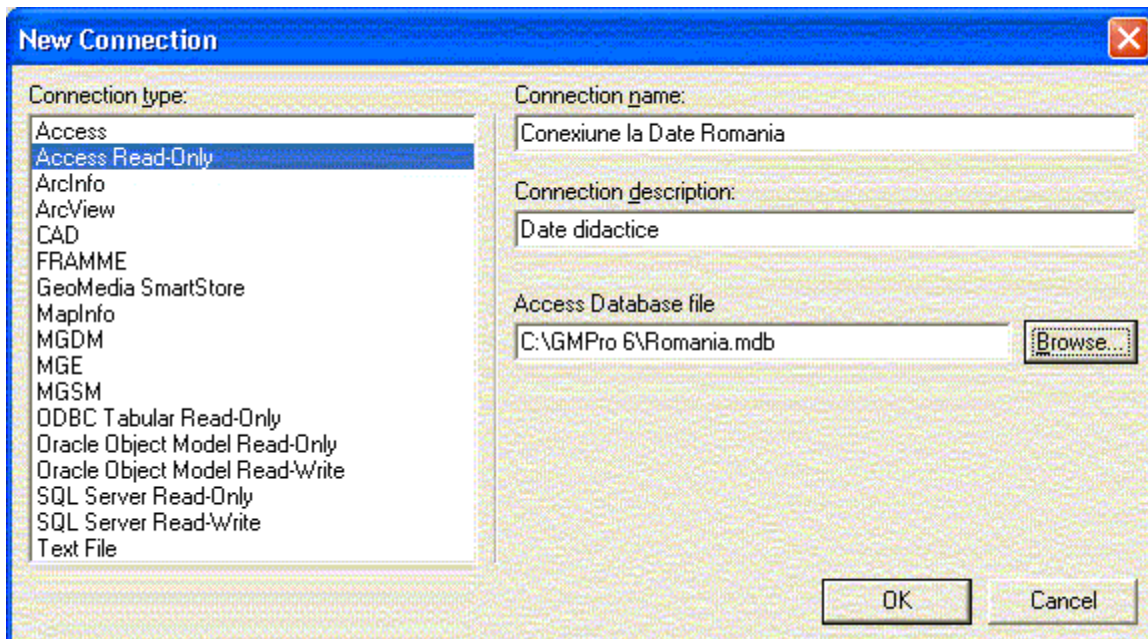 New Connection
Connection type:
Access
Access Read-Only
ArcInfo
ArcView
CAD
FRAMME
GeoMedia SmartStore
MapInfo
MGDM
MGE
MGSM
ODBC Tabular Read-Only
Oracle Object Model Read-Only
Oracle Object Model Read-Write
SQL Server Read-Only
SQL Server Read-Write
Text File
Connection name:
Conexiune la Date Romania
Connection description:
Date didactice
Access Database file
C:\GMPro 6\Romania.mdb
Browse...
OK
Cancel